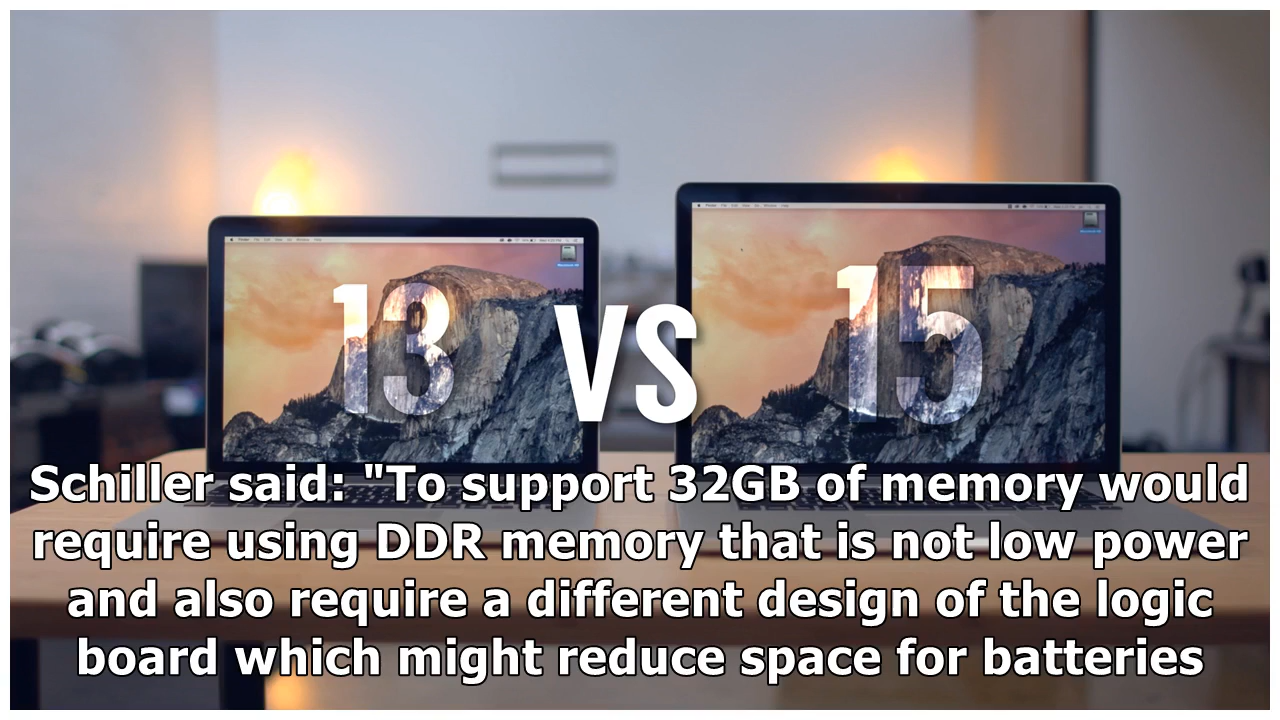 13 VS 15
Schiller said: "To support 32GB of memory would
require using DDR memory that is not low power
and also require a different design of the logic
board which might reduce space for batteries